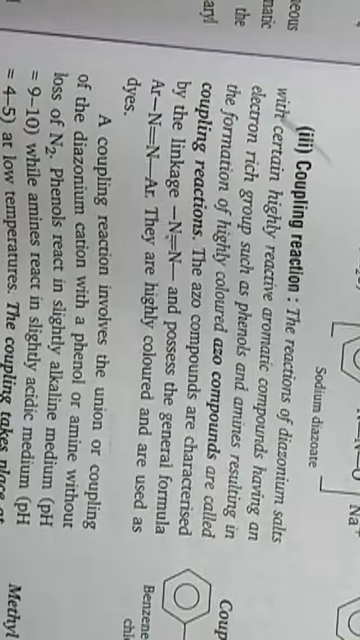 teous
matic
the
aryl
Sodium diazoate
Na+
(iii) Coupling reaction : The reactions of diazonium salts
with certain highly reactive aromatic compounds having an
electron rich group such as phenols and amines resulting in
the formation of highly coloured azo compounds are called
coupling reactions. The azo compounds are characterised
by the linkage —N=N— and possess the general formula
Ar—N=N—Ar. They are highly coloured and are used as
dyes.
A coupling reaction involves the union or coupling
of the diazonium cation with a phenol or amine without
loss of N2. Phenols react in slightly alkaline medium (pH
= 9–10) while amines react in slightly acidic medium (pH
= 4–5) at low temperatures. The coupling takes place at
Coup
Benzene
chl
Methyl